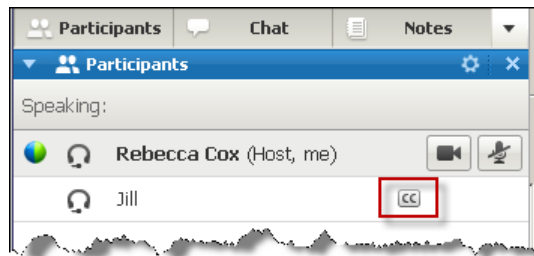 Participants Chat Notes
Participants
Speaking:
Rebecca Cox (Host, me)
Jill CC